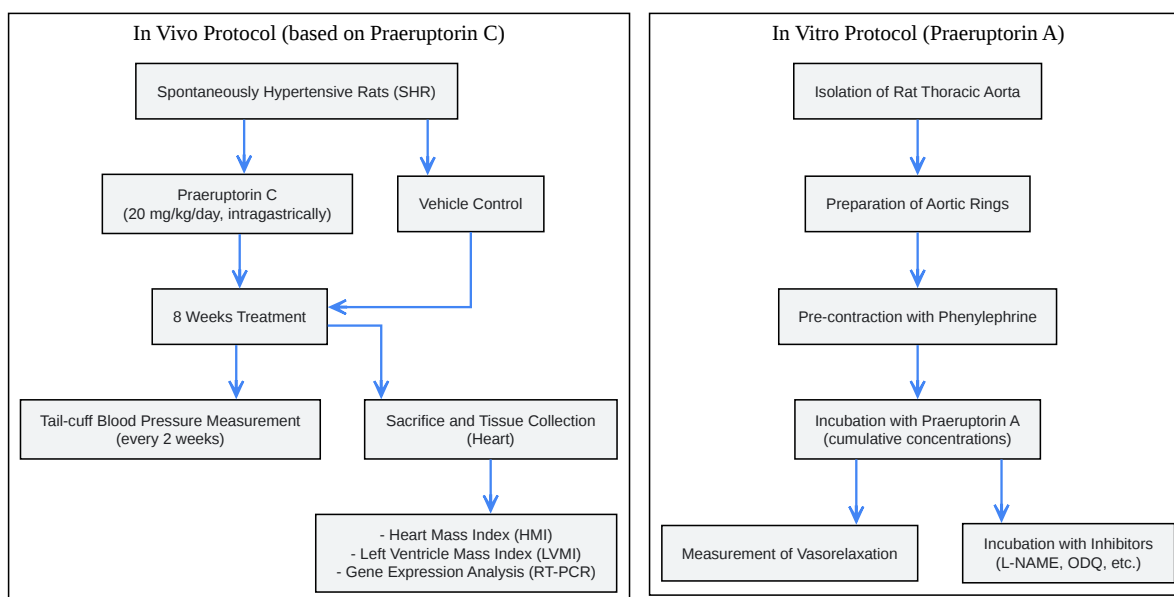 In Vivo Protocol (based on Praeruptorin C)
Spontaneously Hypertensive Rats (SHR)
Praeruptorin C
(20 mg/kg/day, intragastrically)
Vehicle Control
8 Weeks Treatment
Tail-cuff Blood Pressure Measurement
(every 2 weeks)
Sacrifice and Tissue Collection
(Heart)
- Heart Mass Index (HMI)
- Left Ventricle Mass Index (LVMI)
- Gene Expression Analysis (RT-PCR)
In Vitro Protocol (Praeruptorin A)
Isolation of Rat Thoracic Aorta
Preparation of Aortic Rings
Pre-contraction with Phenylephrine
Incubation with Praeruptorin A
(cumulative concentrations)
Measurement of Vasorelaxation
Incubation with Inhibitors
(L-NAME, ODQ, etc.)